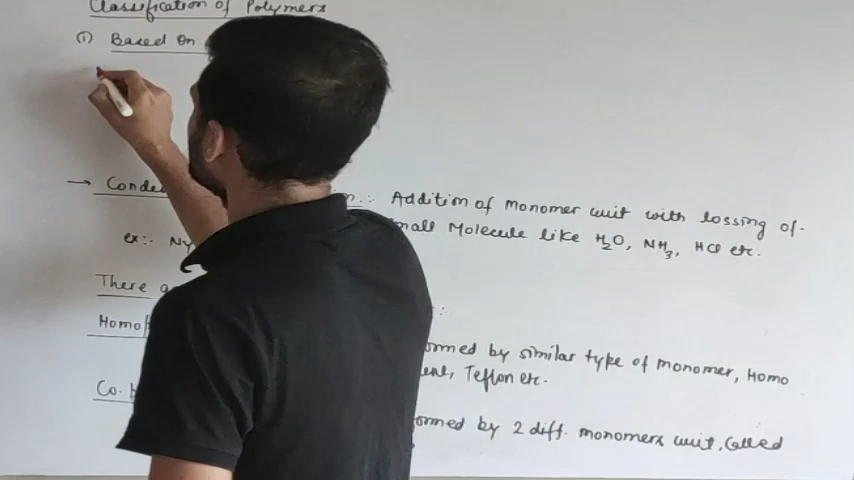 Classification of Polymers
(i) Based on
→ Conde n.:- Addition of monomer unit with lossing of-
ex:- Ny mall Molecule like H2O, NH3, HCl etc.
There a :-
Homo ormed by similar type of monomer, Homo
ene, Teflon etc.
Co. ormed by 2 diff. monomers unit, Called